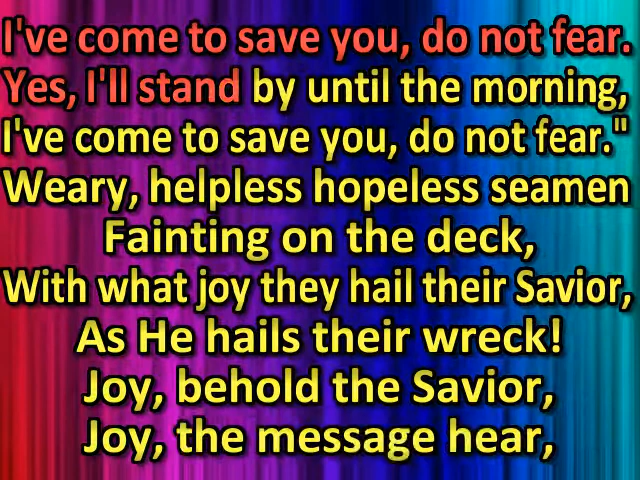 I've come to save you, do not fear.
Yes, I'll stand by until the morning,
I've come to save you, do not fear."
Weary, helpless hopeless seamen
Fainting on the deck,
With what joy they hail their Savior,
As He hails their wreck!
Joy, behold the Savior,
Joy, the message hear,